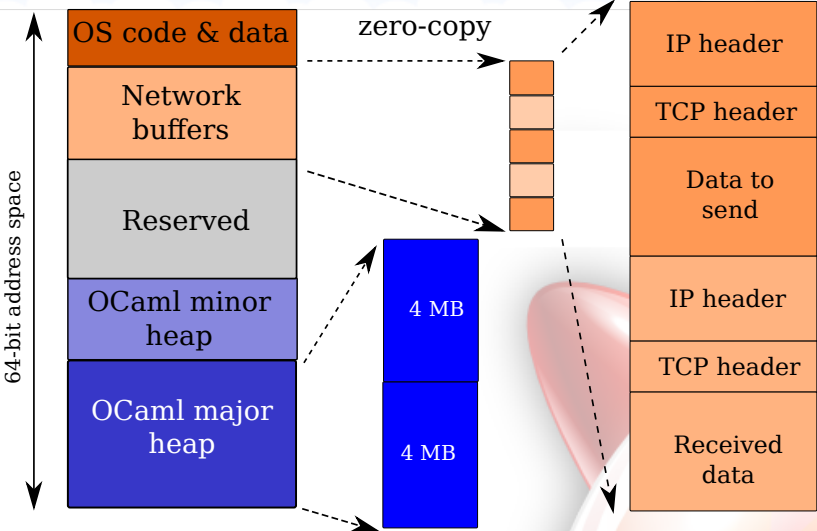 64-bit address space
OS code & data
Network
buffers
Reserved
OCaml minor
heap
OCaml major
heap
zero-copy
4 MB
4 MB
IP header
TCP header
Data to
send
IP header
TCP header
Received
data